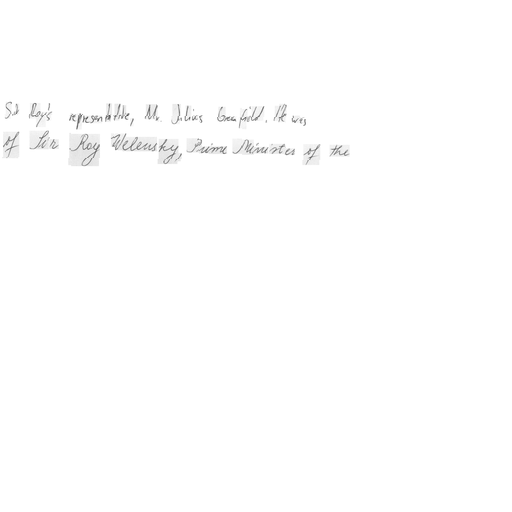 Sir Roy's representative, Mr. Julius Greenfield. He was
of Sir Roy Welensky, Prime Minister of the